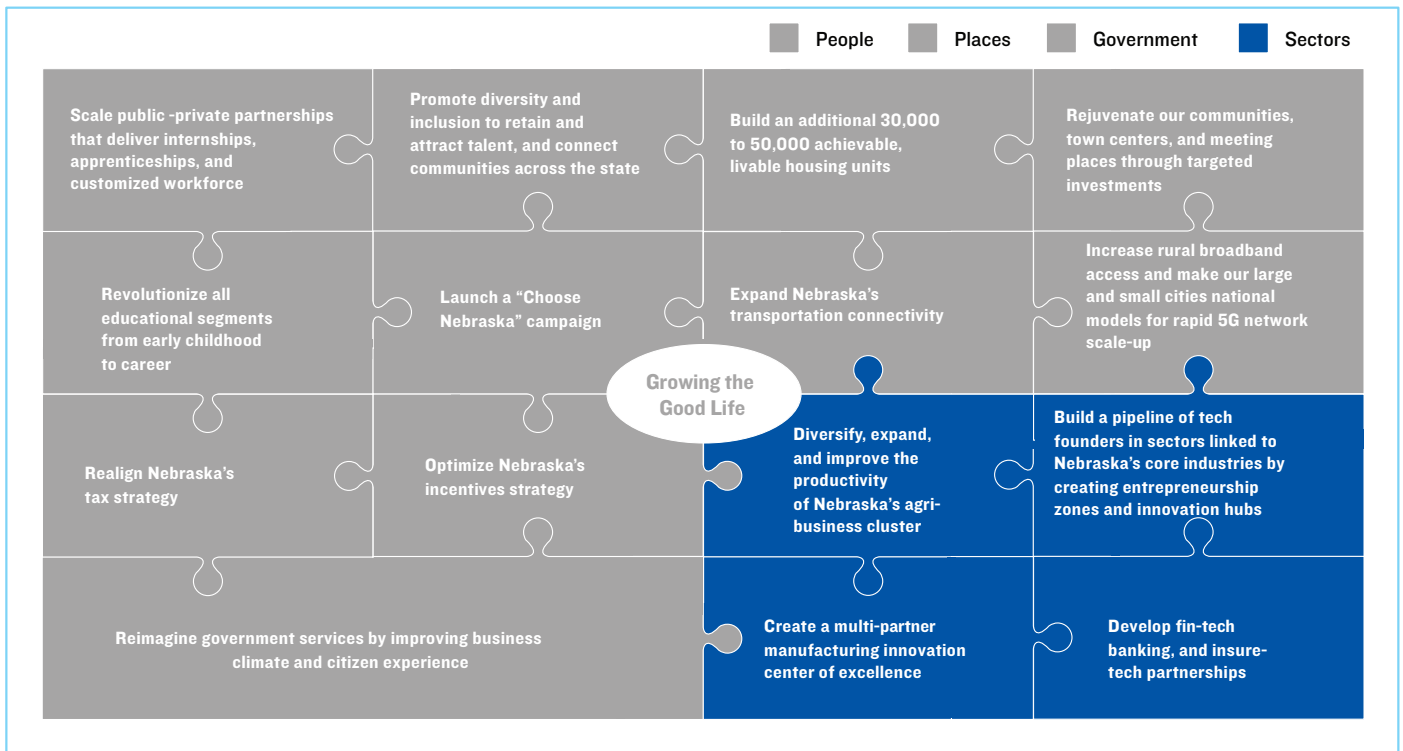 People
Places
Government
Sectors
Scale public -private partnerships
that deliver internships,
apprenticeships, and
customized workforce
Promote diversity and
inclusion to retain and
attract talent, and connect
communities across the state
Build an additional 30,000
to 50,000 achievable,
livable housing units
Rejuvenate our communities,
town centers, and meeting
places through targeted
investments
Revolutionize all
educational segments
from early childhood
to career
Launch a “Choose
Nebraska” campaign
Expand Nebraska’s
transportation connectivity
Increase rural broadband
access and make our large
and small cities national
models for rapid 5G network
scale-up
Growing the
Good Life
Realign Nebraska’s
tax strategy
Optimize Nebraska’s
incentives strategy
Diversify, expand,
and improve the
productivity
of Nebraska’s agri-
business cluster
Build a pipeline of tech
founders in sectors linked to
Nebraska’s core industries by
creating entrepreneurship
zones and innovation hubs
Reimagine government services by improving business
climate and citizen experience
Create a multi-partner
manufacturing innovation
center of excellence
Develop fin-tech
banking, and insure-
tech partnerships